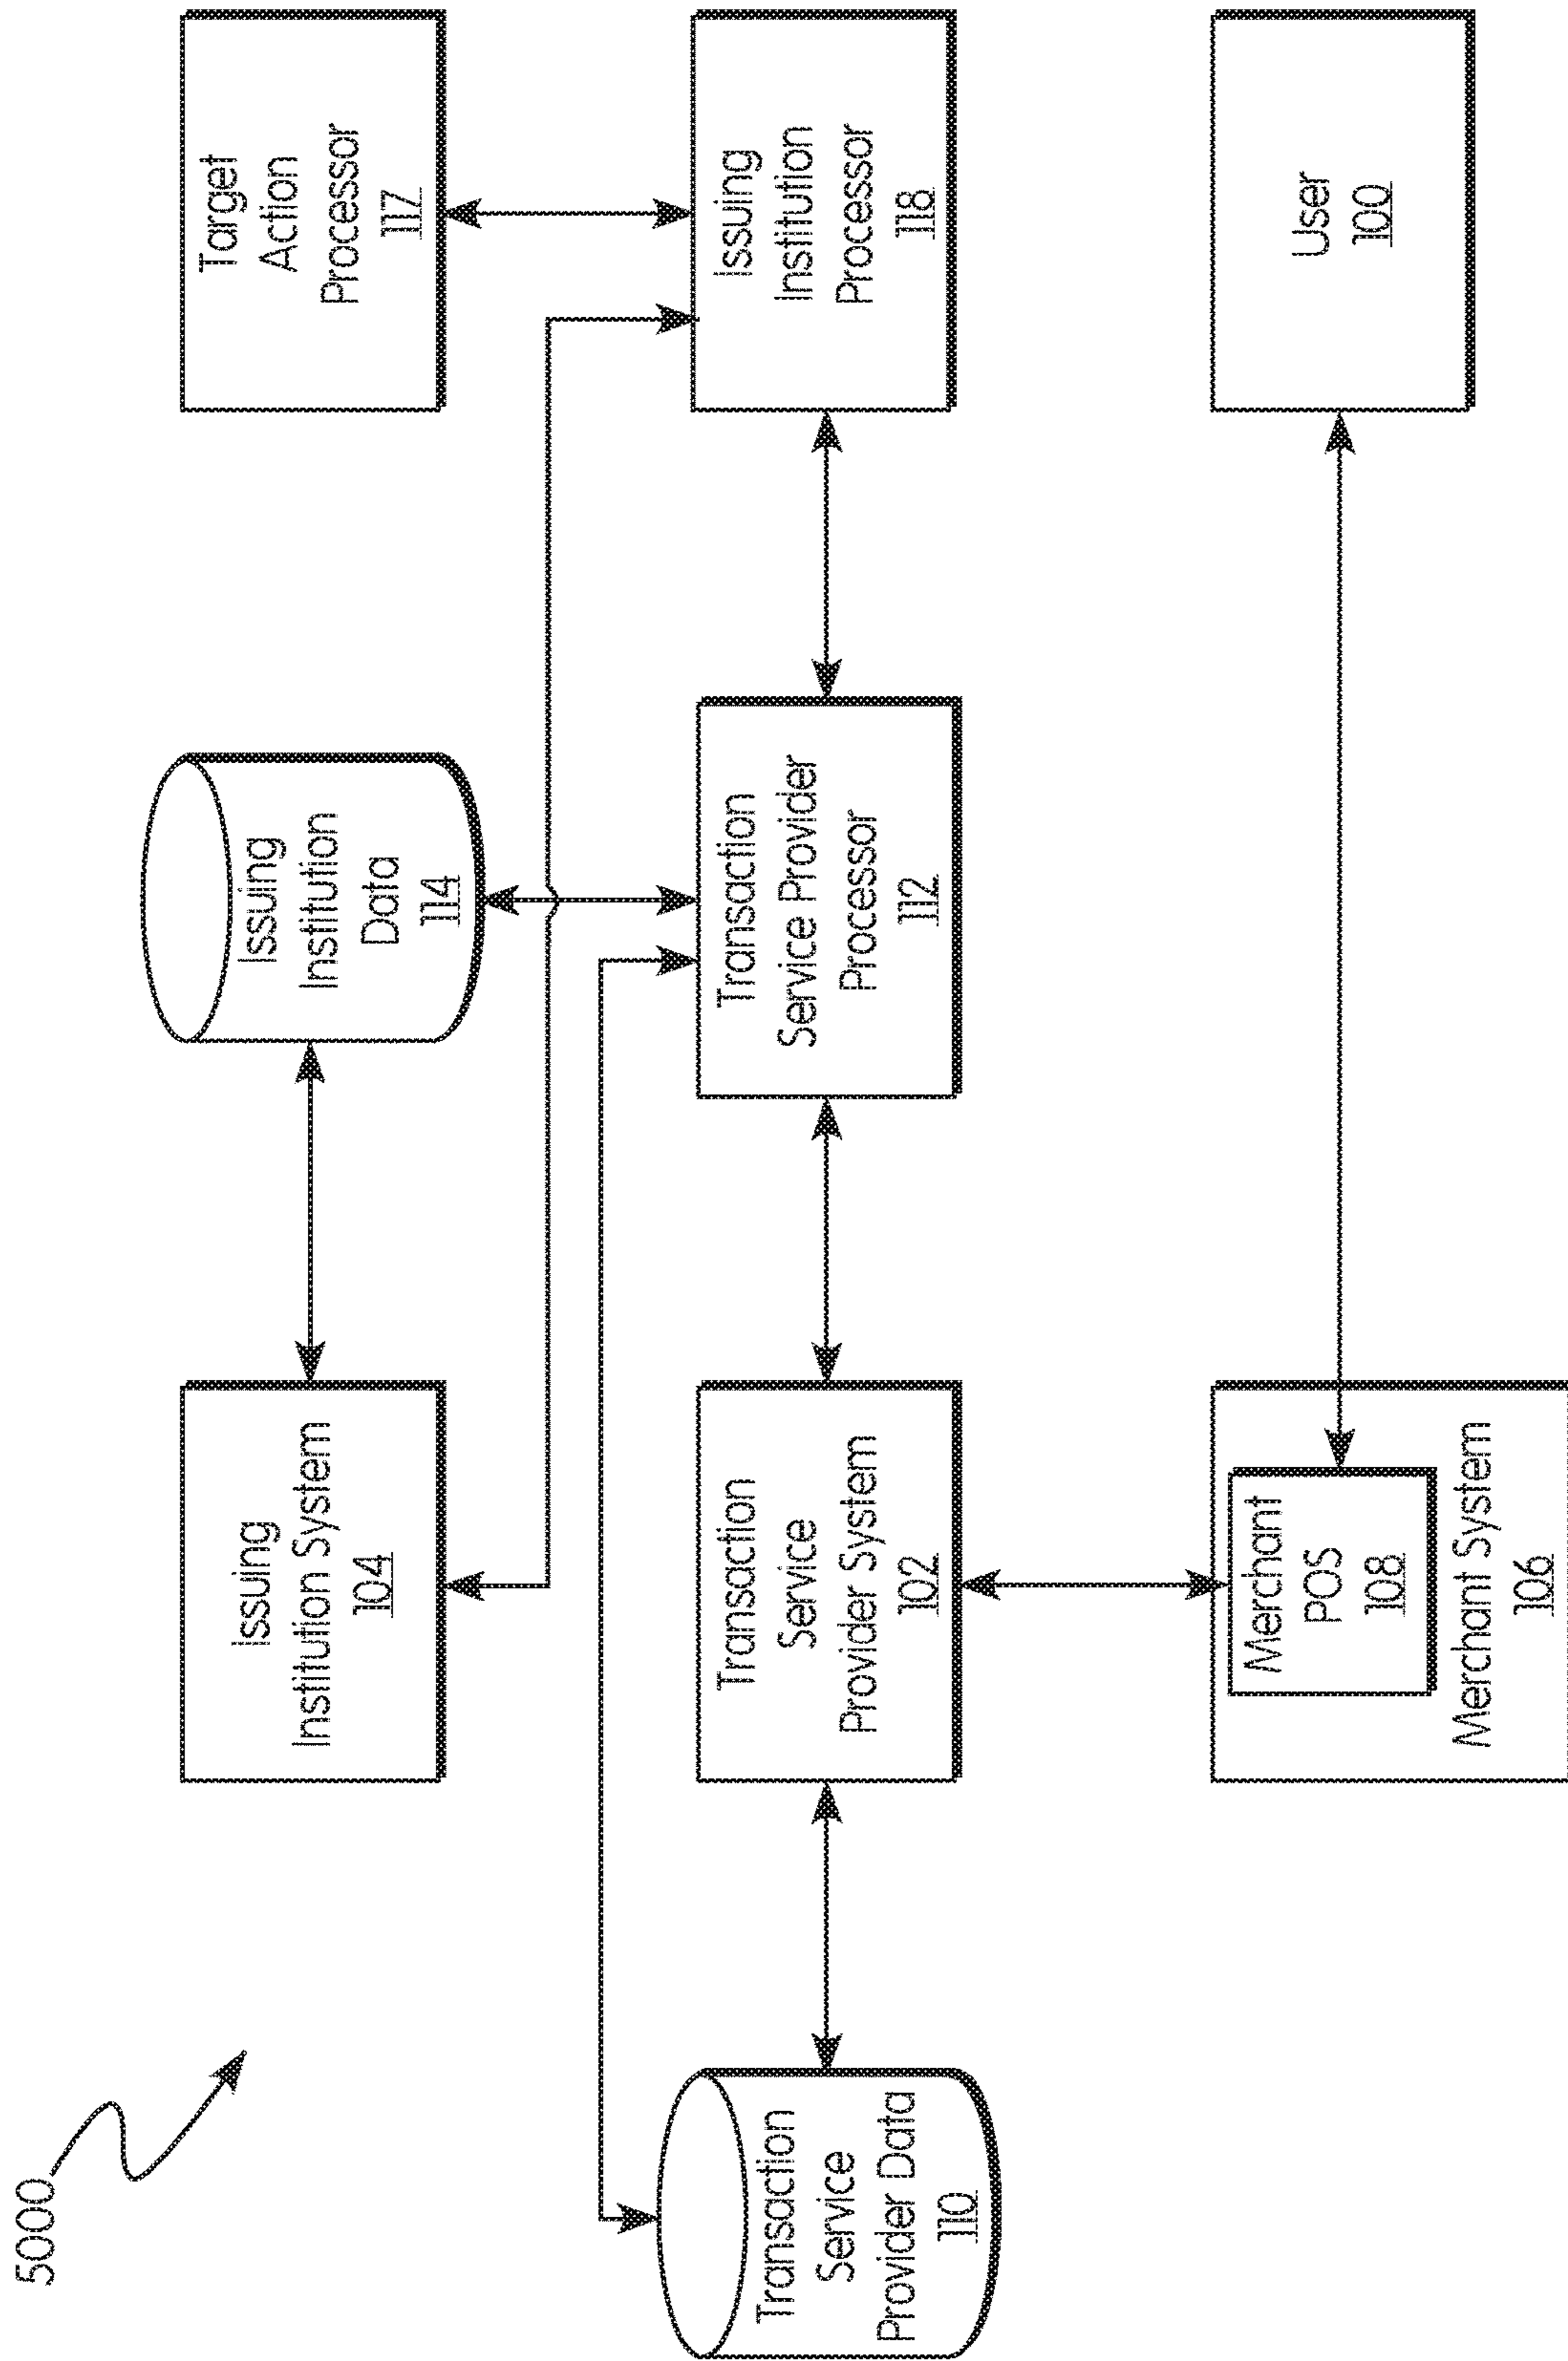 5000
Issuing
Institution System
104
Issuing
Institution
Data
114
Target
Action
Processor
117
Transaction
Service
Provider Data
110
Transaction
Service
Provider System
102
Transaction
Service Provider
Processor
112
Issuing
Institution
Processor
118
Merchant
POS
108
Merchant System
106
User
100